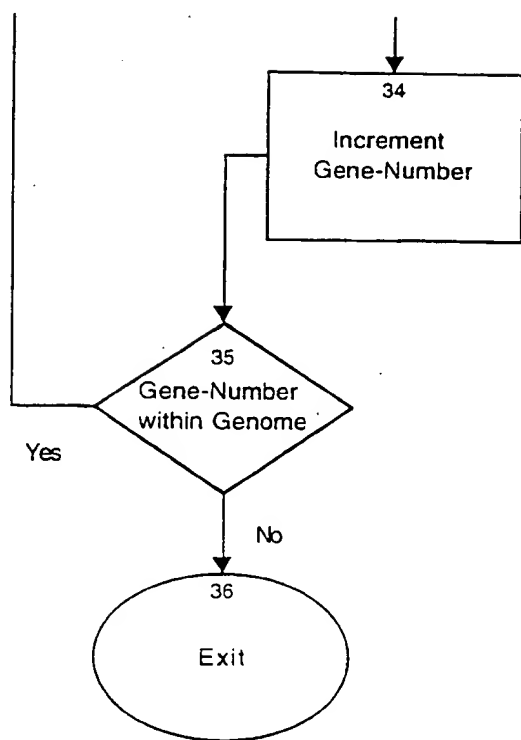 34
Increment
Gene-Number
35
Gene-Number
within Genome
Yes
No
36
Exit